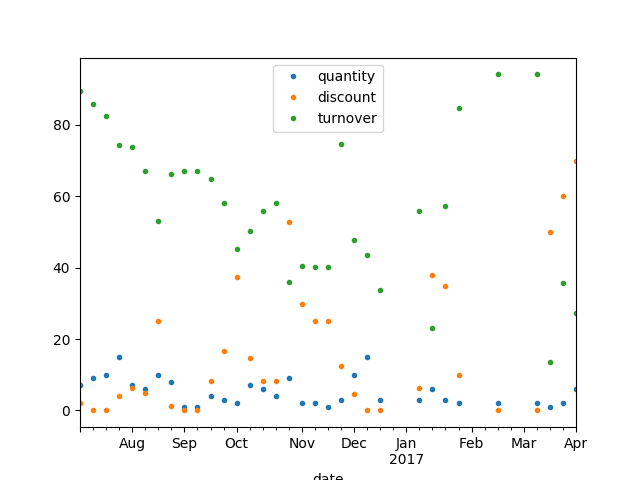 quantity
discount
turnover
80
60
40
20
0
Aug Sep Oct Nov Dec Jan Feb Mar Apr
2017
date